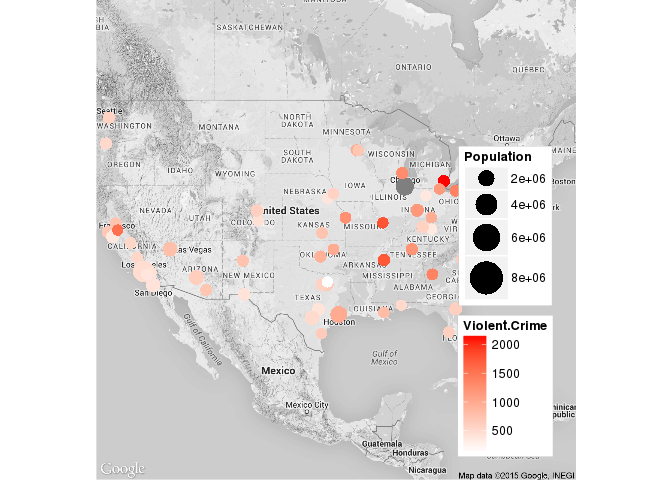 MANITOBA
SASKATCHEWAN
ONTARIO
QUEBEC
Seattle
WASHINGTON
MONTANA
NORTH
DAKOTA
MINNESOTA
Ottawa
MAINE
OREGON
IDAHO
WYOMING
SOUTH
DAKOTA
WISCONSIN
MICHIGAN
Population
2e+06
4e+06
6e+06
8e+06
Boston
rk
NEBRASKA
IOWA
ILLINOIS
INDIANA
OHIO
NEVADA
UTAH
COLORADO
United States
KANSAS
MISSOURI
KENTUCKY
CALIFORNIA
Las Vegas
OKLAHOMA
TENNESSEE
ARKANSAS
Los Angeles
ARIZONA
NEW MEXICO
MISSISSIPPI
ALABAMA
San Diego
TEXAS
LOUISIANA
GEORGIA
Houston
Violent.Crime
2000
1500
1000
500
Gulf of
California
Gulf of
Mexico
Mexico
Mexico City
Guatemala
Honduras
Nicaragua
Google
Map data ©2015 Google, INEGI